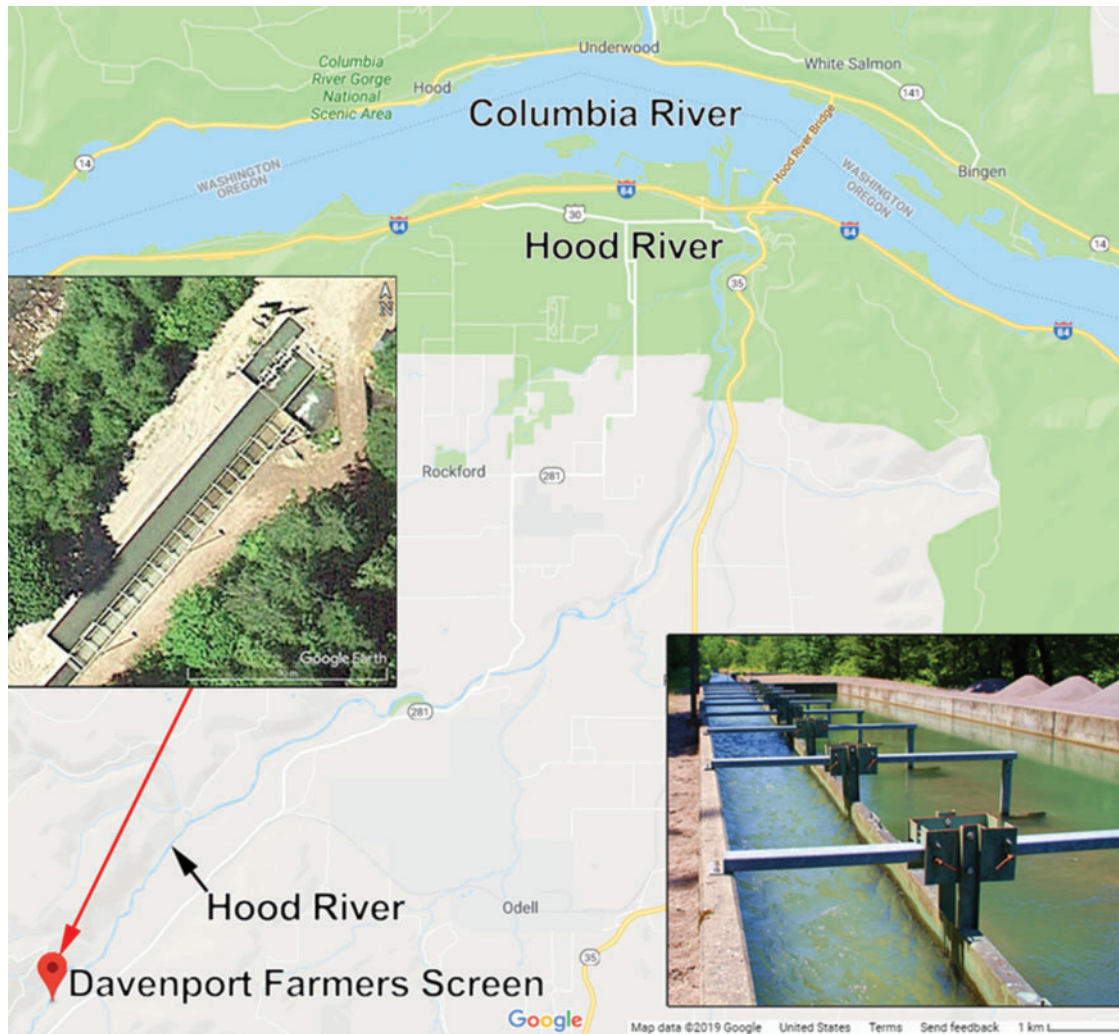 Underwood
Columbia
River Gorge
National
Scenic Area
Hood
White Salmon
141
Columbia River
Hood River Bridge
14
WASHINGTON
OREGON
Bingen
WASHINGTON
OREGON
84
30
84
Hood River
84
14
35
84
N
Rockford
281
Google Earth
281
Hood River
Odell
35
Davenport Farmers Screen
Google
Map data ©2019 Google United States Terms Send feedback 1 km